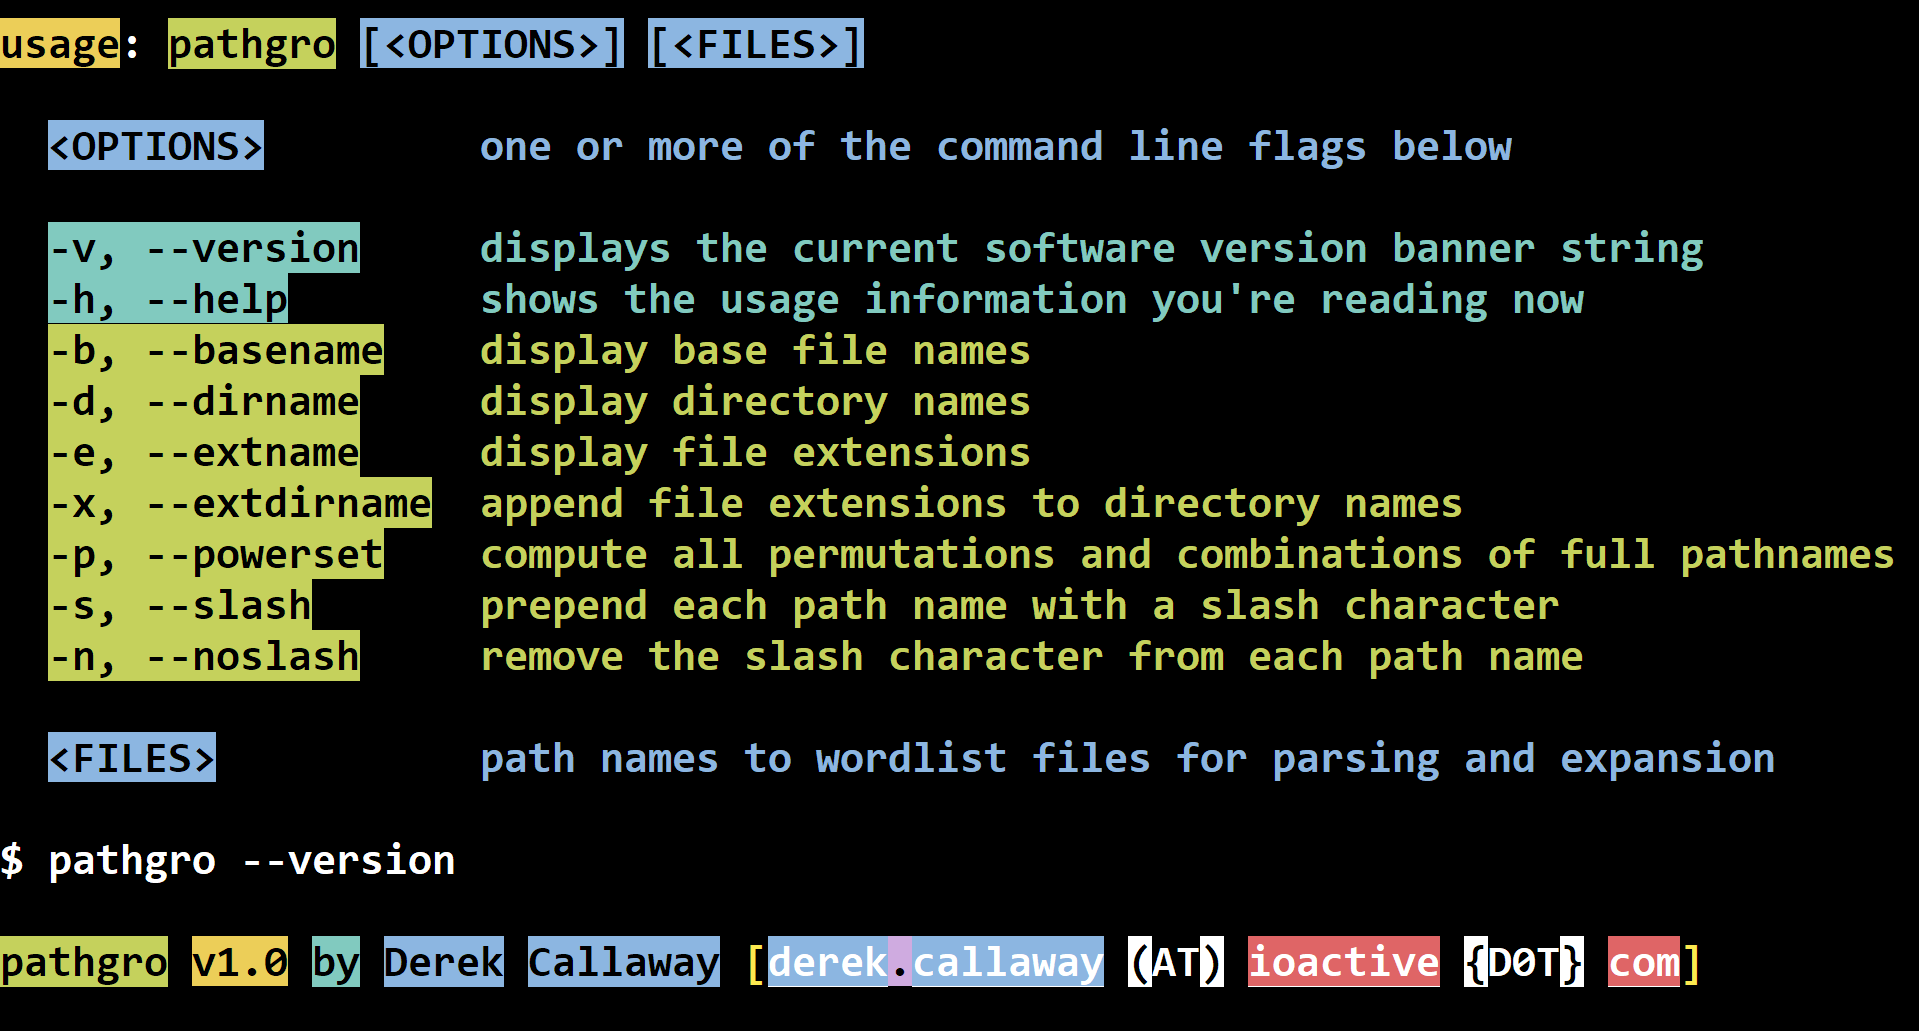 usage: pathgro [<OPTIONS>] [<FILES>]
<OPTIONS> one or more of the command line flags below
-v, --version displays the current software version banner string
-h, --help shows the usage information you're reading now
-b, --basename display base file names
-d, --dirname display directory names
-e, --extname display file extensions
-x, --extdirname append file extensions to directory names
-p, --powerset compute all permutations and combinations of full pathnames
-s, --slash prepend each path name with a slash character
-n, --noslash remove the slash character from each path name
<FILES> path names to wordlist files for parsing and expansion
$ pathgro --version
pathgro v1.0 by Derek Callaway [derek.callaway (AT) ioactive {D0T} com]